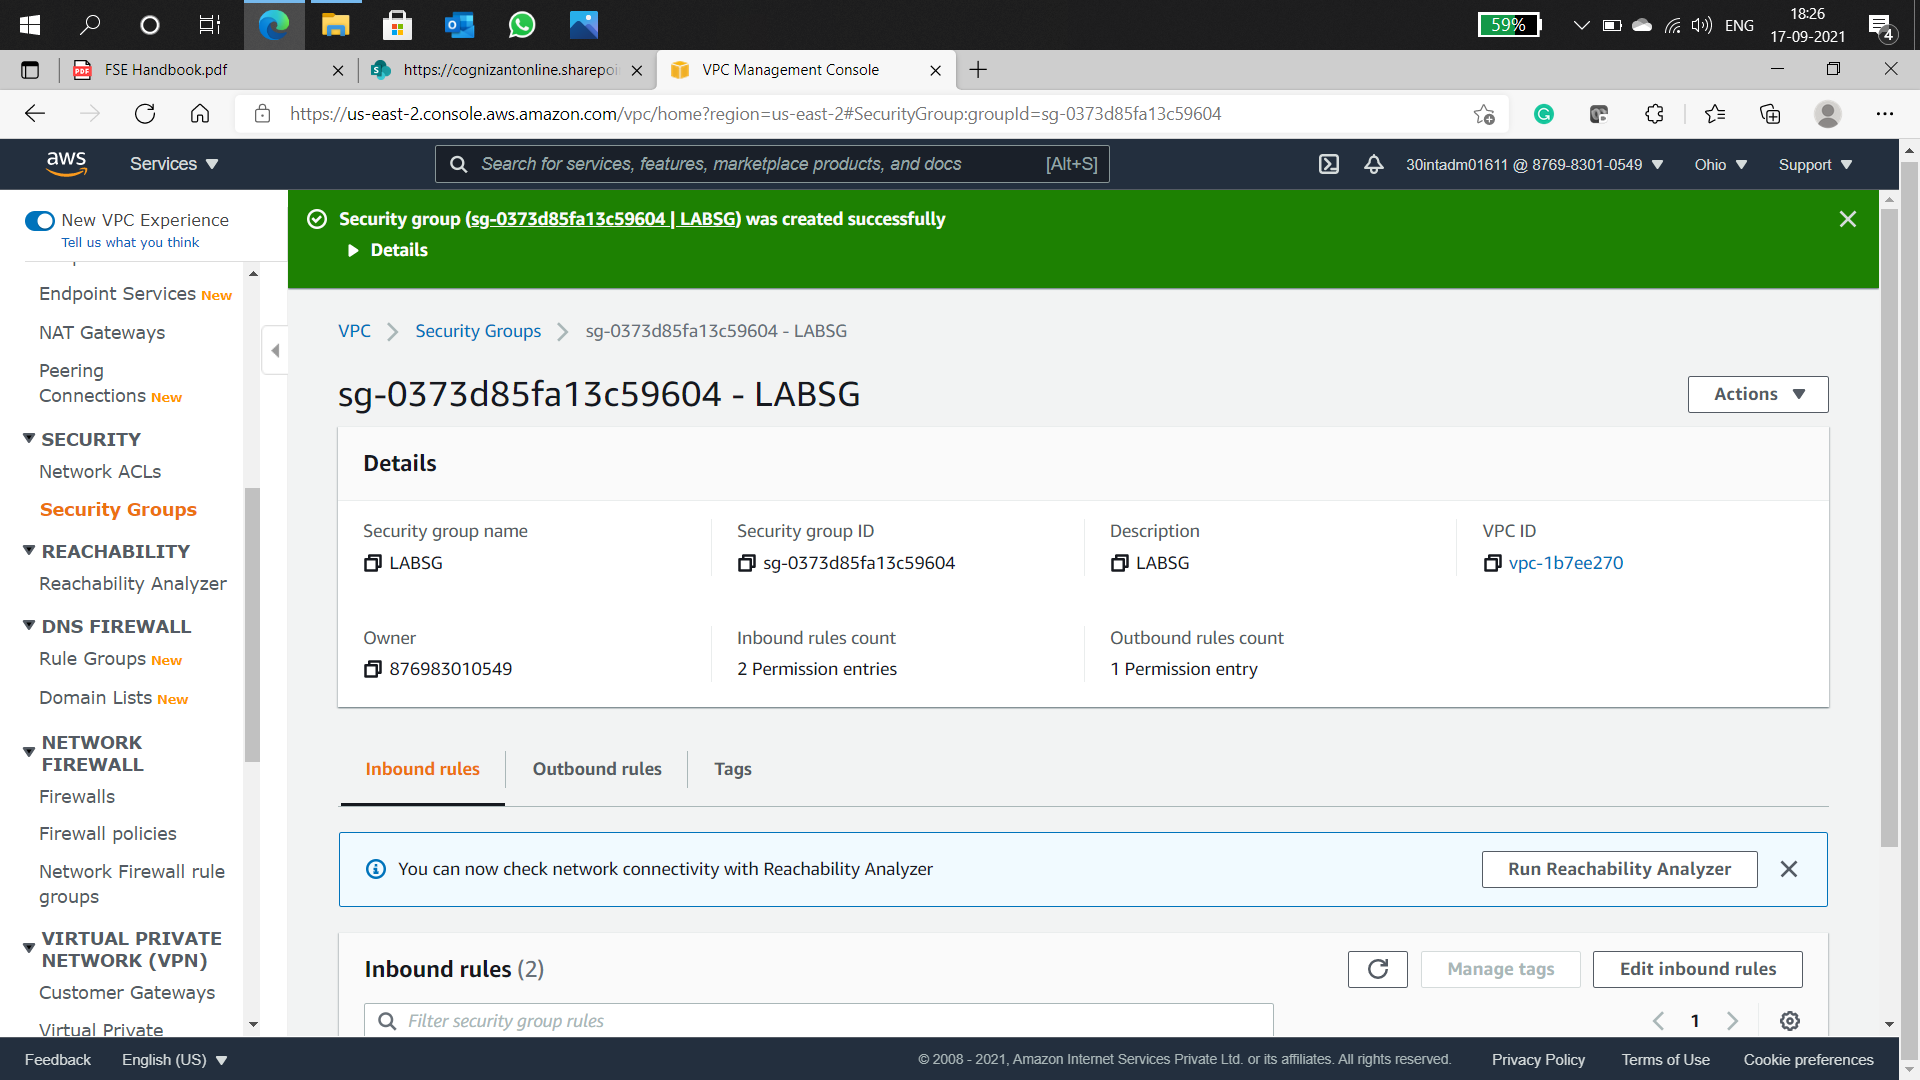 59%
ENG
18:26
17-09-2021
4
FSE Handbook.pdf
https://cognizantonline.sharepoi
VPC Management Console
https://us-east-2.console.aws.amazon.com/vpc/home?region=us-east-2#SecurityGroup:groupId=sg-0373d85fa13c59604
aws
Services
Search for services, features, marketplace products, and docs
[Alt+S]
30intadm01611 @ 8769-8301-0549
Ohio
Support
New VPC Experience
Tell us what you think
Endpoint Services New
NAT Gateways
Peering
Connections New
SECURITY
Network ACLs
Security Groups
REACHABILITY
Reachability Analyzer
DNS FIREWALL
Rule Groups New
Domain Lists New
NETWORK
FIREWALL
Firewalls
Firewall policies
Network Firewall rule
groups
VIRTUAL PRIVATE
NETWORK (VPN)
Customer Gateways
Virtual Private
Security group (sg-0373d85fa13c59604 | LABSG) was created successfully
Details
VPC
Security Groups
sg-0373d85fa13c59604 - LABSG
sg-0373d85fa13c59604 - LABSG
Actions
Details
Security group name
LABSG
Security group ID
sg-0373d85fa13c59604
Description
LABSG
VPC ID
vpc-1b7ee270
Owner
876983010549
Inbound rules count
2 Permission entries
Outbound rules count
1 Permission entry
Inbound rules
Outbound rules
Tags
You can now check network connectivity with Reachability Analyzer
Run Reachability Analyzer
Inbound rules (2)
Manage tags
Edit inbound rules
Filter security group rules
1
Feedback
English (US)
© 2008 - 2021, Amazon Internet Services Private Ltd. or its affiliates. All rights reserved.
Privacy Policy
Terms of Use
Cookie preferences